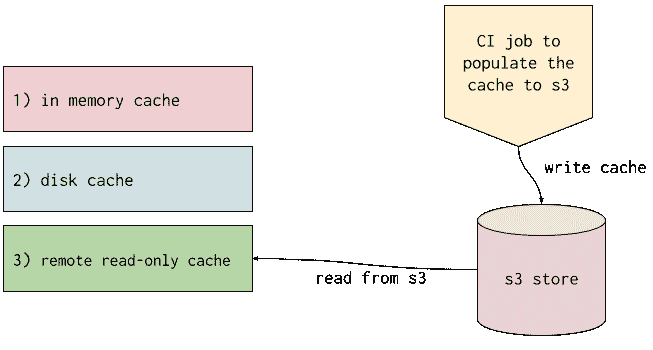 CI job to
populate the
cache to s3
1) in memory cache
write cache
2) disk cache
3) remote read-only cache
read from s3
s3 store